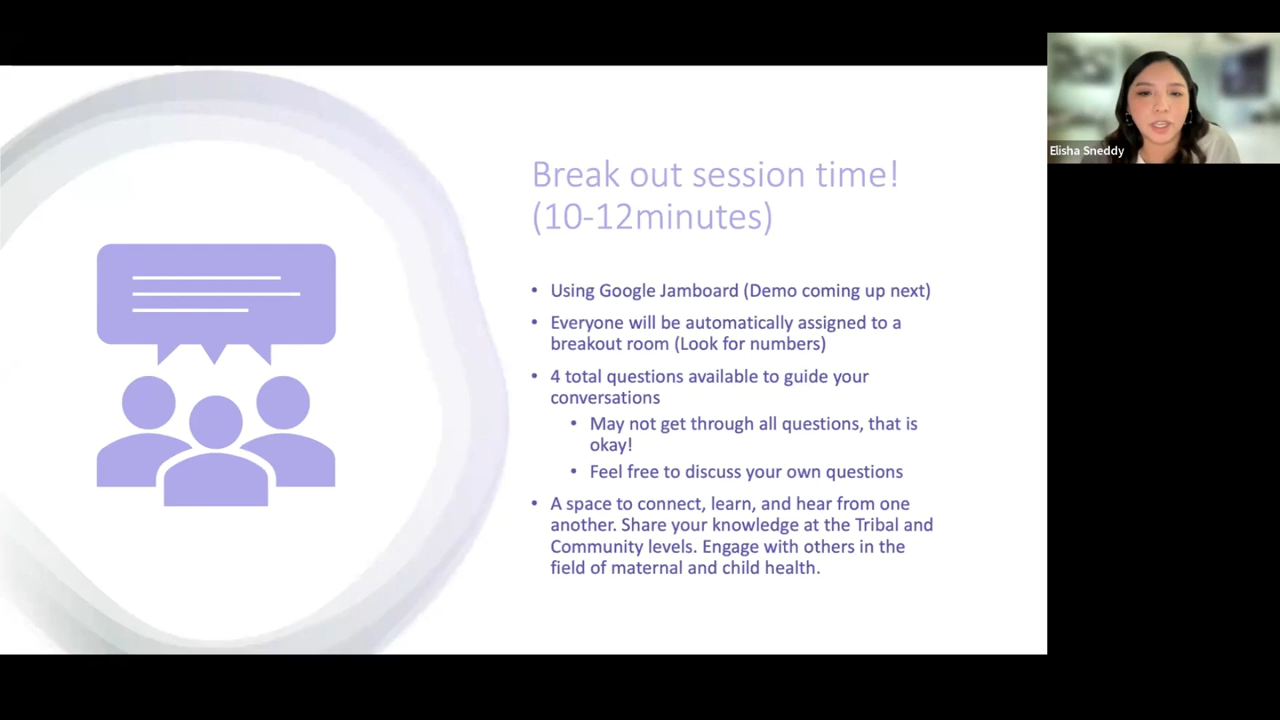 Break out session time!
(10-12minutes)
• Using Google Jamboard (Demo coming up next)
• Everyone will be automatically assigned to a
breakout room (Look for numbers)
• 4 total questions available to guide your
conversations
• May not get through all questions, that is
okay!
• Feel free to discuss your own questions
• A space to connect, learn, and hear from one
another. Share your knowledge at the Tribal and
Community levels. Engage with others in the
field of maternal and child health.
Elisha Sneddy